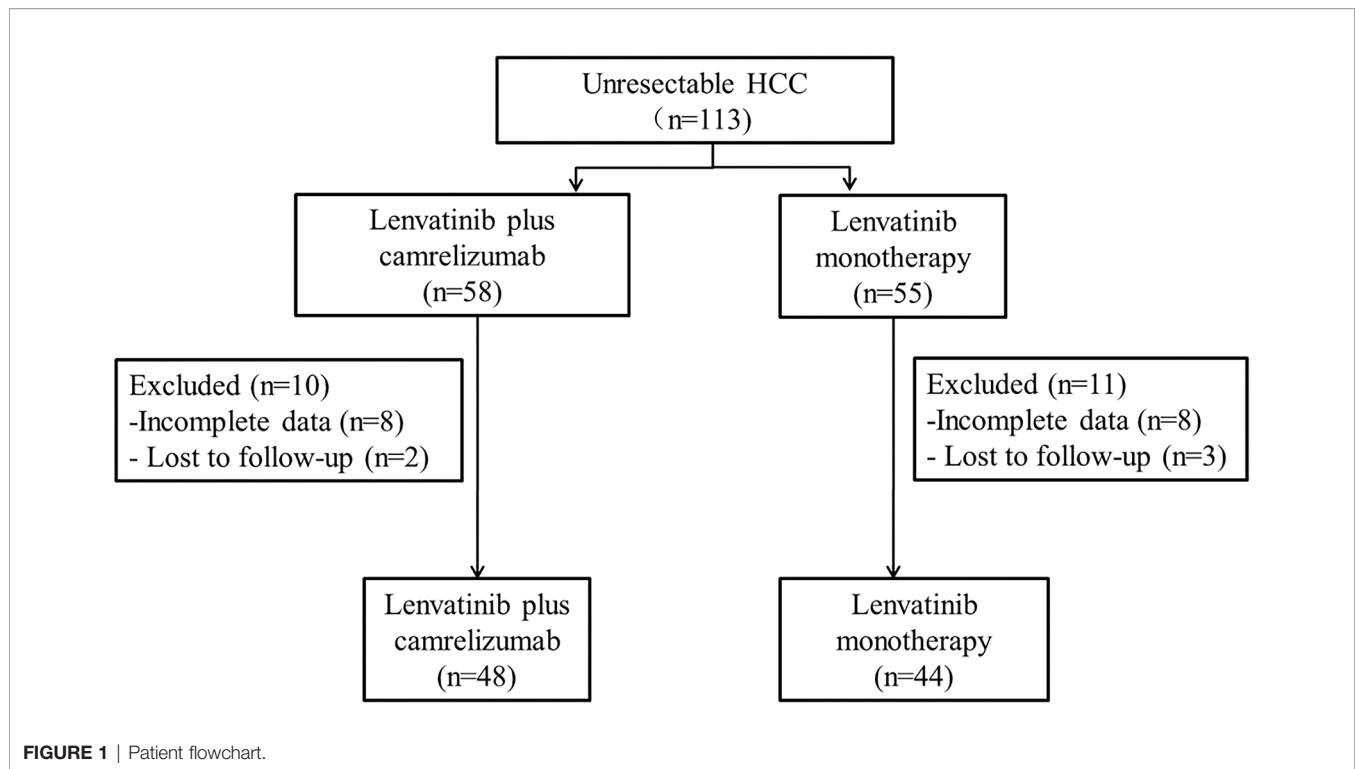 Unresectable HCC
（n=113)
Lenvatinib plus
camrelizumab
(n=58)
Lenvatinib
monotherapy
(n=55)
Excluded (n=10)
-Incomplete data (n=8)
- Lost to follow-up (n=2)
Excluded (n=11)
-Incomplete data (n=8)
- Lost to follow-up (n=3)
Lenvatinib plus
camrelizumab
(n=48)
Lenvatinib
monotherapy
(n=44)
FIGURE 1 | Patient flowchart.